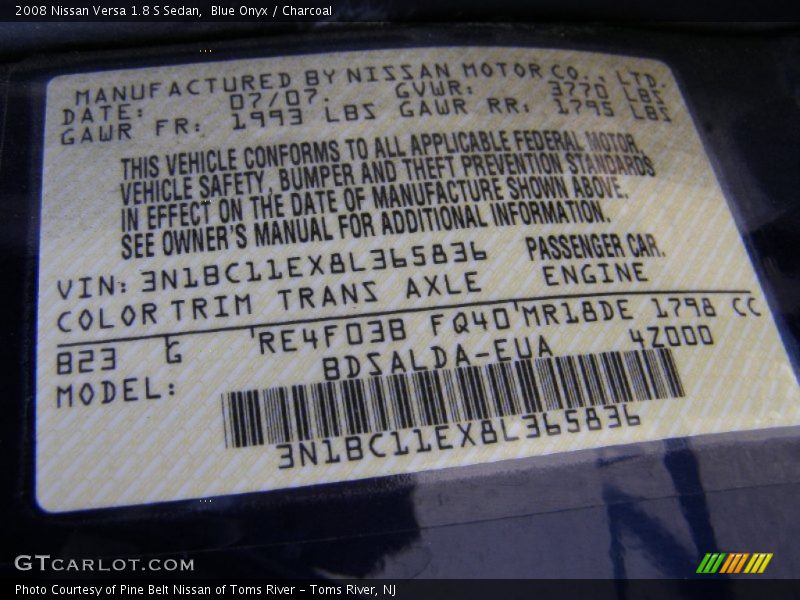 2008 Nissan Versa 1.8 S Sedan, Blue Onyx / Charcoal
MANUFACTURED BY NISSAN MOTOR CO., LTD.
DATE: 07/07. GVWR: 3770 LBS
GAWR FR: 1993 LBS GAWR RR: 1795 LBS
THIS VEHICLE CONFORMS TO ALL APPLICABLE FEDERAL MOTOR
VEHICLE SAFETY, BUMPER AND THEFT PREVENTION STANDARDS
IN EFFECT ON THE DATE OF MANUFACTURE SHOWN ABOVE.
SEE OWNER'S MANUAL FOR ADDITIONAL INFORMATION.
VIN: 3N1BC11EX8L365836 PASSENGER CAR.
COLOR TRIM TRANS AXLE ENGINE
B23 G RE4F03B FQ40 MR18DE 1798 CC
MODEL: BDSALDA-EUA 4Z000
3N1BC11EX8L365836
GTCARLOT.COM
Photo Courtesy of Pine Belt Nissan of Toms River – Toms River, NJ